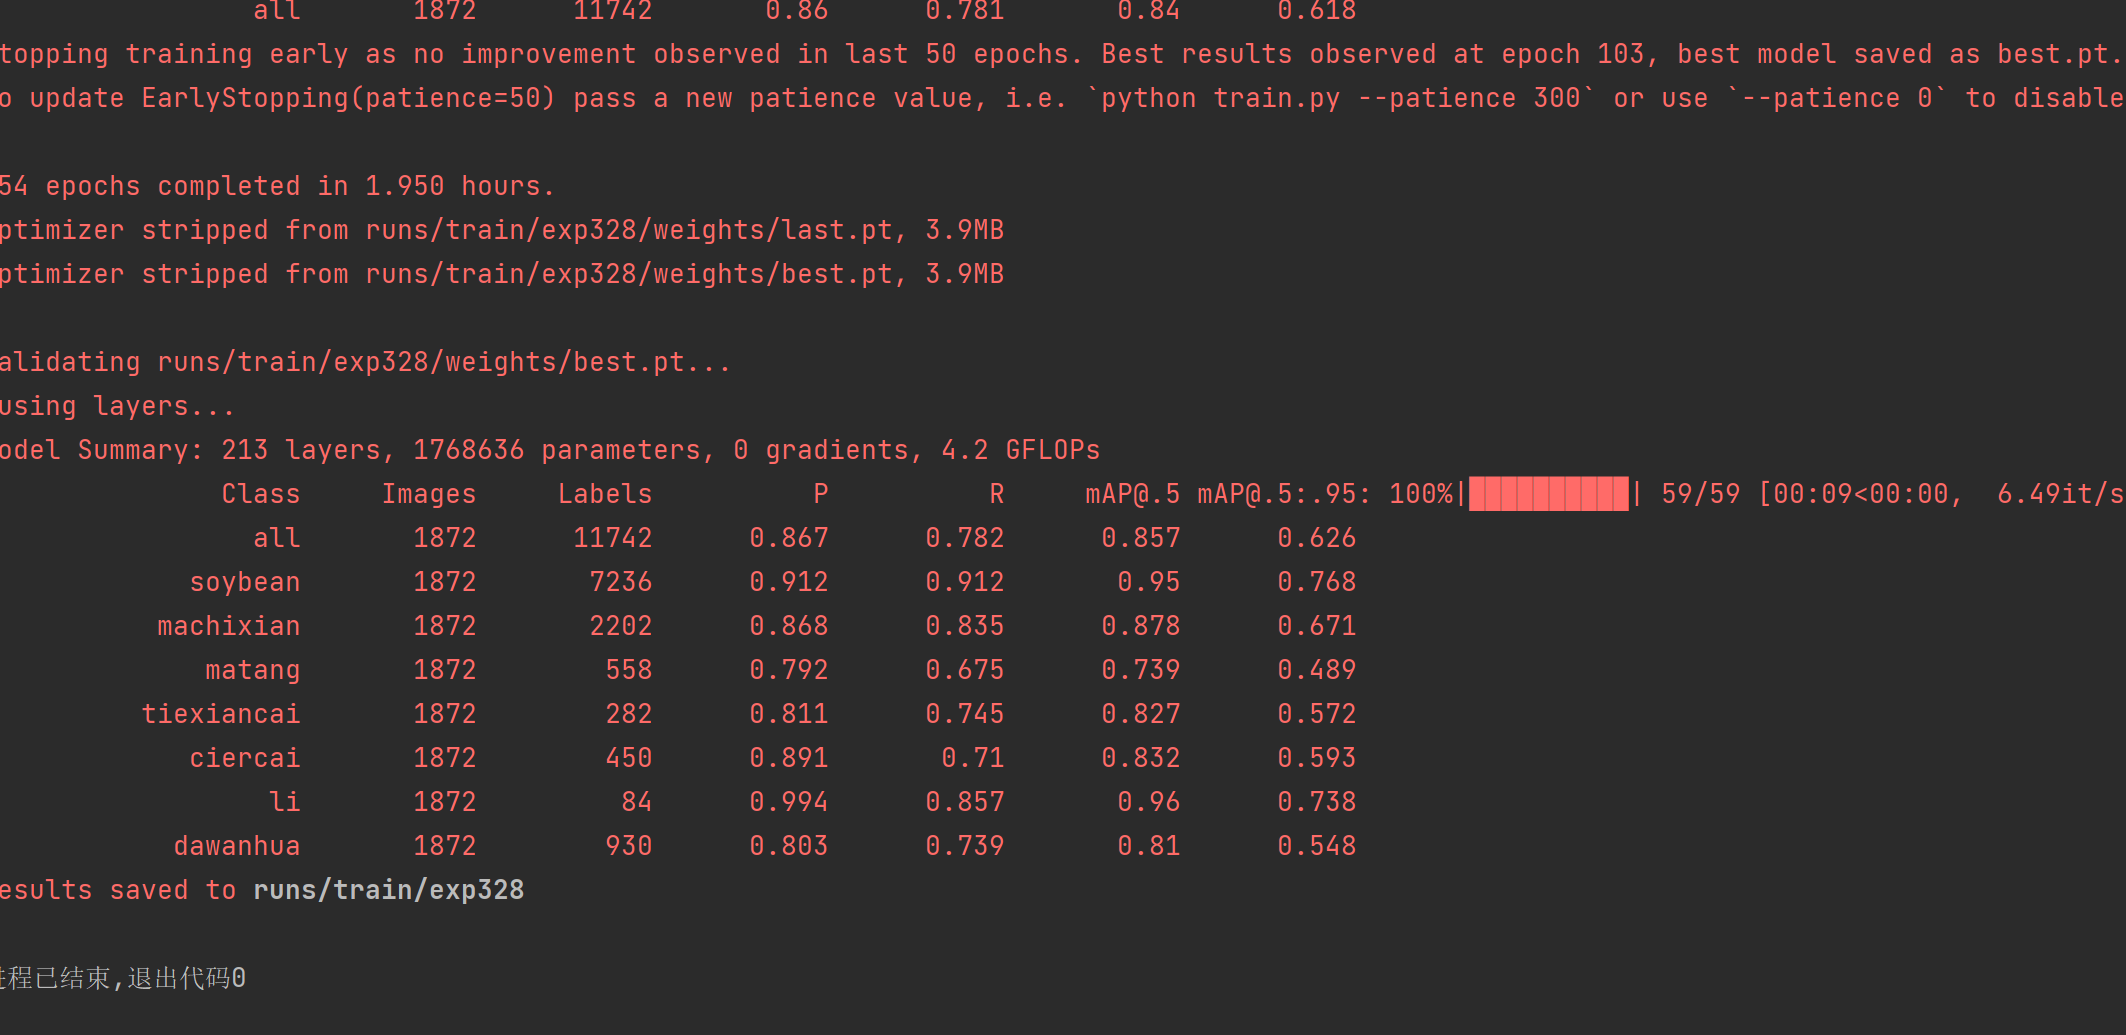 all 1872 11742 0.86 0.781 0.84 0.618
topping training early as no improvement observed in last 50 epochs. Best results observed at epoch 103, best model saved as best.pt.
o update EarlyStopping(patience=50) pass a new patience value, i.e. `python train.py --patience 300` or use `--patience 0` to disable
54 epochs completed in 1.950 hours.
ptimizer stripped from runs/train/exp328/weights/last.pt, 3.9MB
ptimizer stripped from runs/train/exp328/weights/best.pt, 3.9MB
alidating runs/train/exp328/weights/best.pt...
using layers...
odel Summary: 213 layers, 1768636 parameters, 0 gradients, 4.2 GFLOPs
Class Images Labels P R mAP@.5 mAP@.5:.95: 100%|██████████| 59/59 [00:09<00:00, 6.49it/s
all 1872 11742 0.867 0.782 0.857 0.626
soybean 1872 7236 0.912 0.912 0.95 0.768
machixian 1872 2202 0.868 0.835 0.878 0.671
matang 1872 558 0.792 0.675 0.739 0.489
tiexiancai 1872 282 0.811 0.745 0.827 0.572
ciercai 1872 450 0.891 0.71 0.832 0.593
li 1872 84 0.994 0.857 0.96 0.738
dawanhua 1872 930 0.803 0.739 0.81 0.548
esults saved to runs/train/exp328
进程已结束,退出代码0